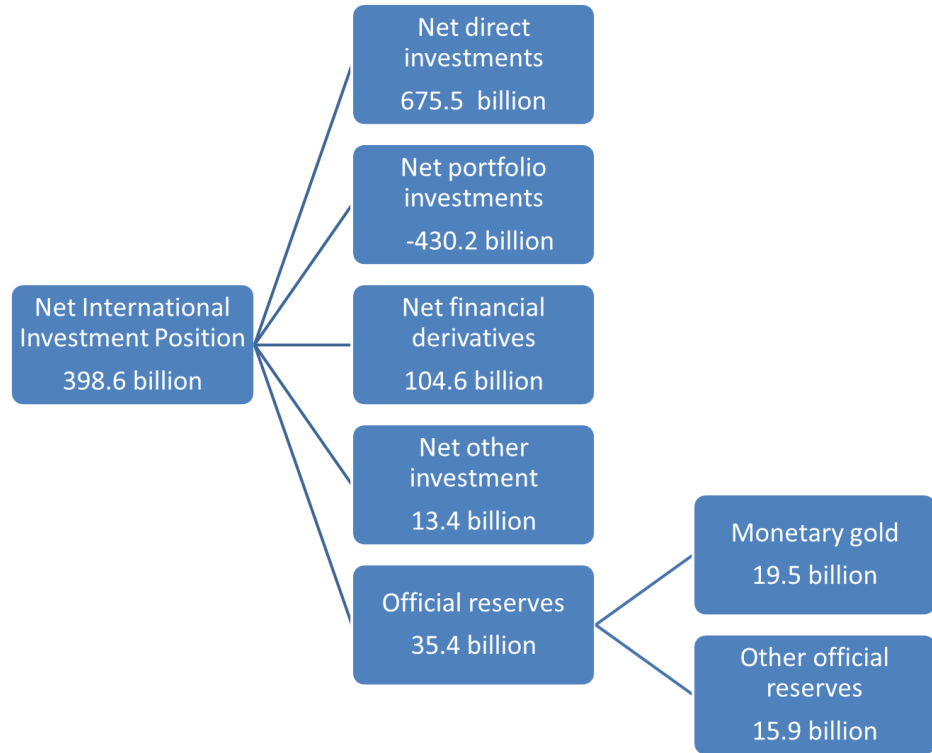 Net direct
investments
675.5 billion
Net portfolio
investments
-430.2 billion
Net International
Investment Position
398.6 billion
Net financial
derivatives
104.6 billion
Net other
investment
13.4 billion
Official reserves
35.4 billion
Monetary gold
19.5 billion
Other official
reserves
15.9 billion